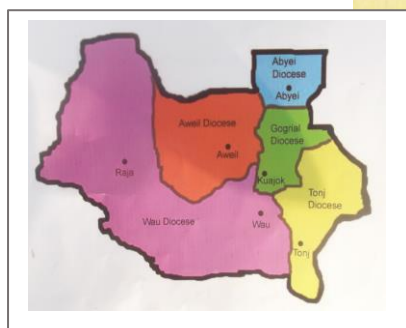 Abyei
Diocese
Abyei
Aweil Diocese
Aweil
Gogrial
Diocese
Kuajok
Raja
Tonj
Diocese
Wau Diocese
Wau
Tonj